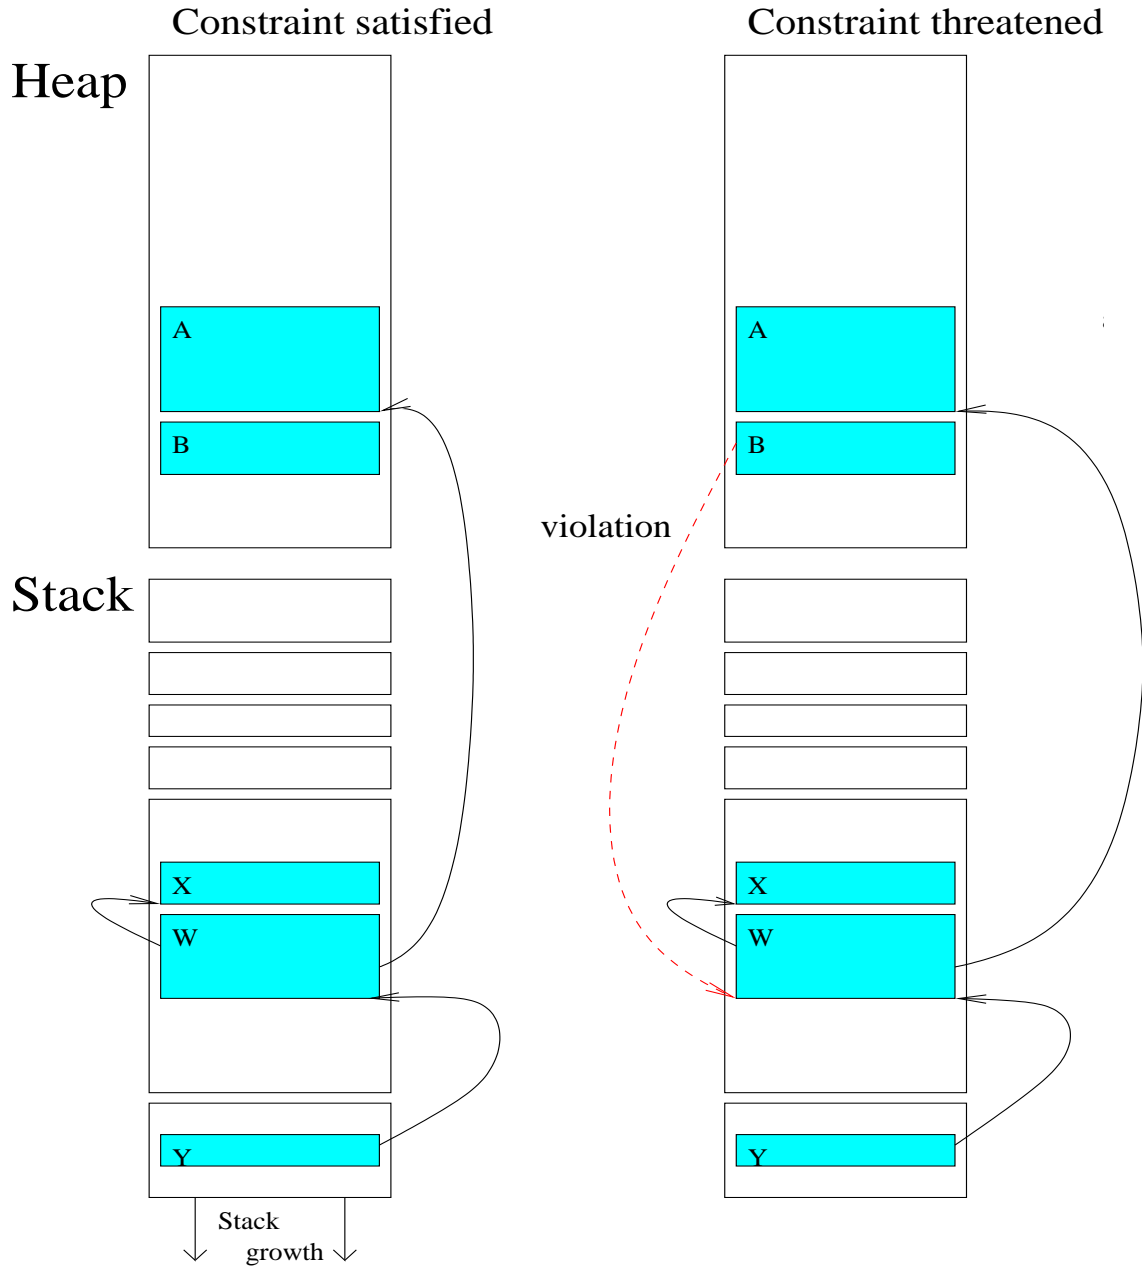 Constraint satisfied
Constraint threatened
Heap
A
A
B
B
violation
Stack
X
X
W
W
Y
Y
Stack
growth